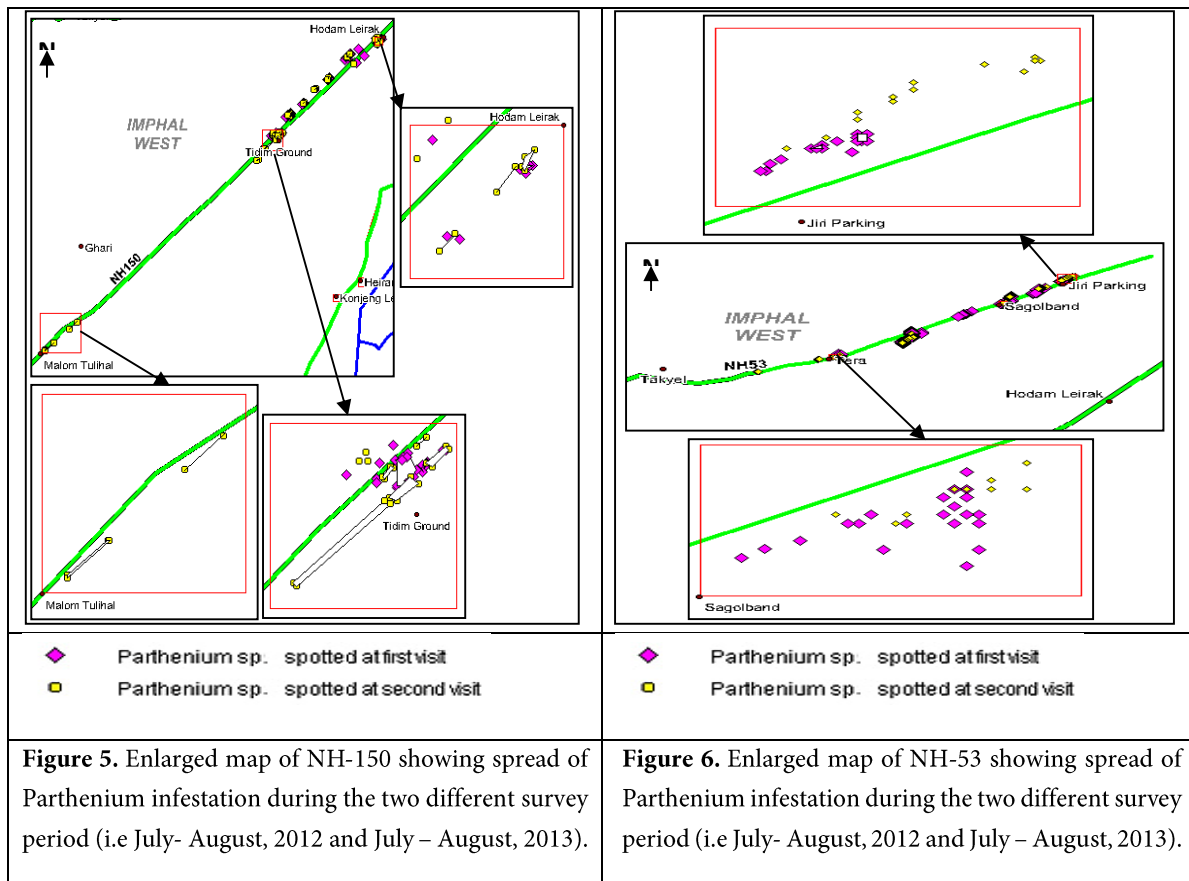 Hodam Leirak
N
IMPHAL
WEST
Tidim Ground
Hodam Leirak
Ghari
NH150
Konjeng Le
Malom Tulihal
Malom Tulihal
Tidim Ground
Parthenium sp. spotted at first visit
Parthenium sp. spotted at second visit
Figure 5. Enlarged map of NH-150 showing spread of
Parthenium infestation during the two different survey
period (i.e July- August, 2012 and July – August, 2013).
Jiri Parking
N
IMPHAL
WEST
Jiri Parking
Sagolband
Tera
NH53
Takyel
Hodam Leirak
Sagolband
Parthenium sp. spotted at first visit
Parthenium sp. spotted at second visit
Figure 6. Enlarged map of NH-53 showing spread of
Parthenium infestation during the two different survey
period (i.e July- August, 2012 and July – August, 2013).